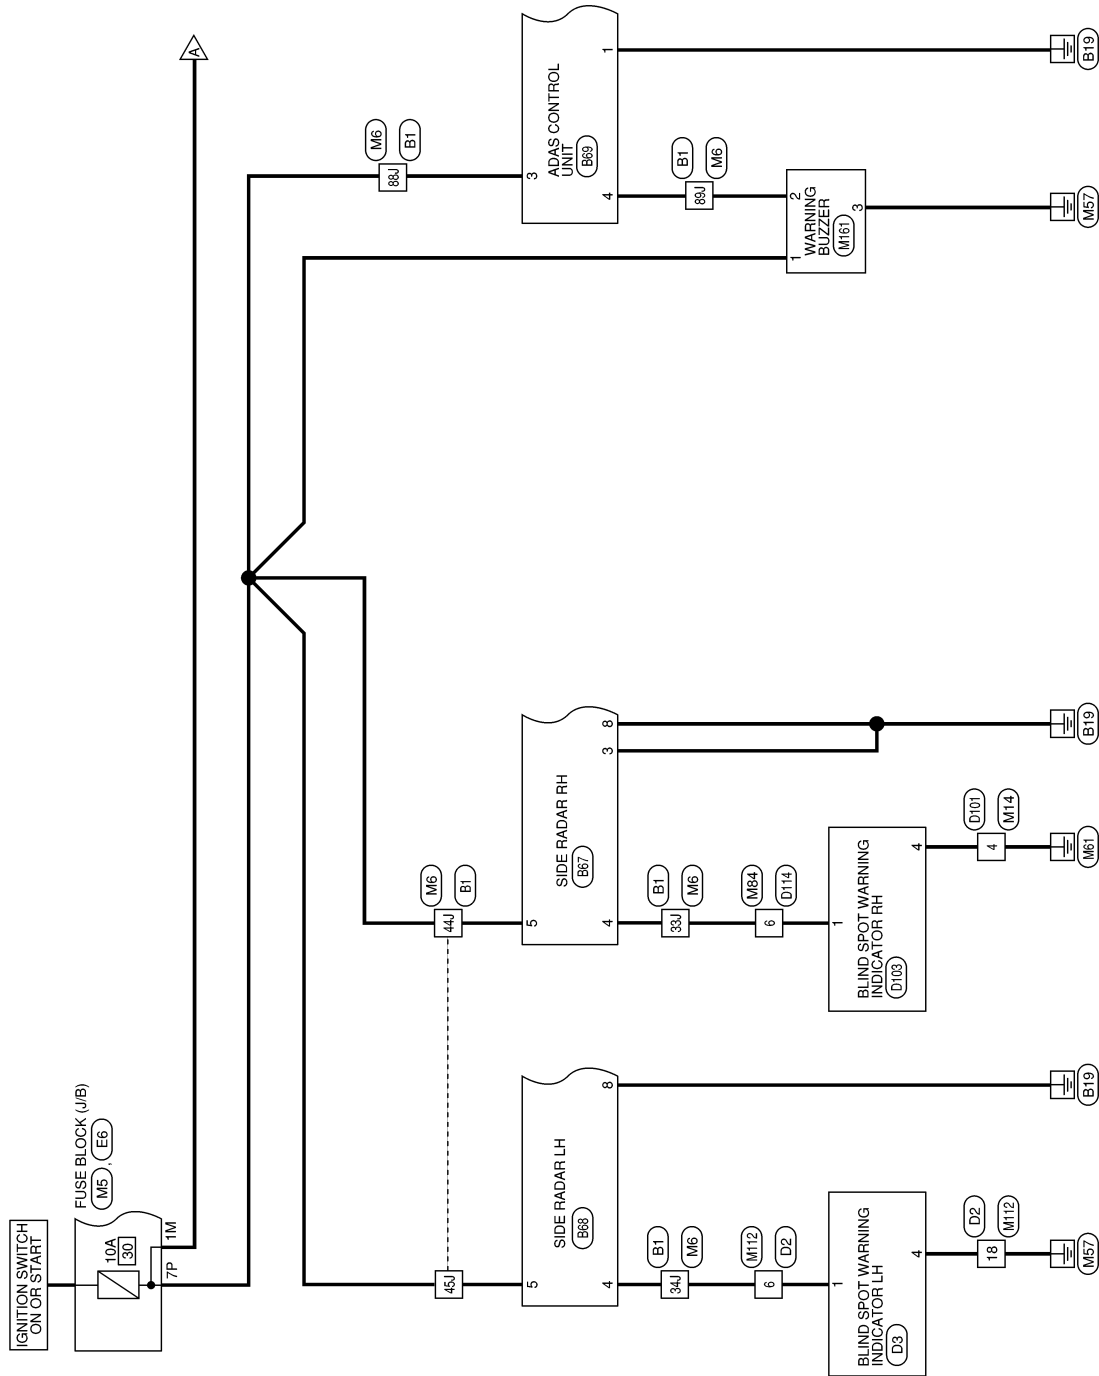 IGNITION SWITCH
ON OR START
FUSE BLOCK (J/B)
M5 , E6
10A
30
7P
1M
A
M6
B1
88J
M6
B1
44J
45J
5
SIDE RADAR LH
B68
4
8
5
SIDE RADAR RH
B67
4
3
8
3
ADAS CONTROL
UNIT
B69
4
1
B1
M6
34J
B1
M6
33J
B1
M6
89J
M112
D2
6
M84
D114
6
1
2
WARNING
BUZZER
M161
3
1
BLIND SPOT WARNING
INDICATOR LH
D3
4
1
BLIND SPOT WARNING
INDICATOR RH
D103
4
D2
M112
18
D101
M14
4
M57
B19
M61
B19
M57
B19